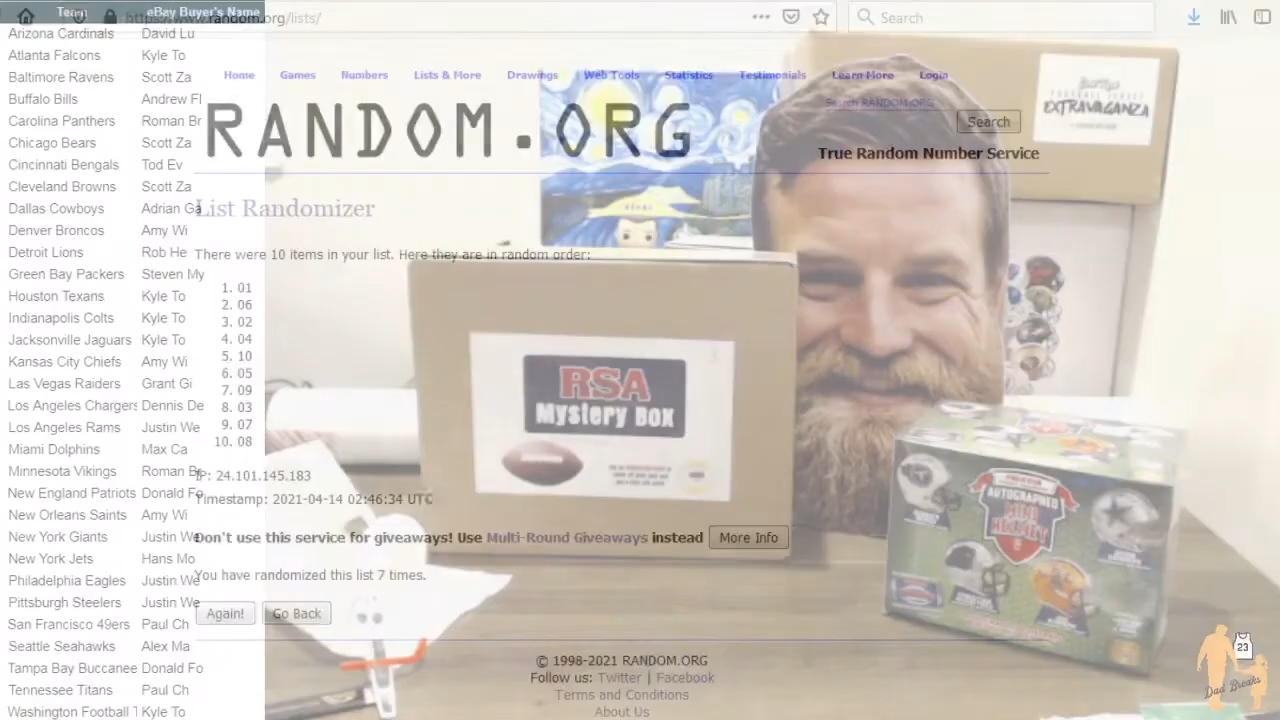 Team eBay Buyer's Name
Arizona Cardinals David Lu
Atlanta Falcons Kyle To
Baltimore Ravens Scott Za
Buffalo Bills Andrew Fl
Carolina Panthers Roman Br
Chicago Bears Scott Za
Cincinnati Bengals Tod Ev
Cleveland Browns Scott Za
Dallas Cowboys Adrian Ga
Denver Broncos Amy Wi
Detroit Lions Rob He
Green Bay Packers Steven My
Houston Texans Kyle To
Indianapolis Colts Kyle To
Jacksonville Jaguars Kyle To
Kansas City Chiefs Amy Wi
Las Vegas Raiders Grant Gi
Los Angeles Chargers Dennis De
Los Angeles Rams Justin We
Miami Dolphins Max Ca
Minnesota Vikings Roman Br
New England Patriots Donald Fo
New Orleans Saints Amy Wi
New York Giants Justin We
New York Jets Hans Mo
Philadelphia Eagles Justin We
Pittsburgh Steelers Justin We
San Francisco 49ers Paul Ch
Seattle Seahawks Alex Ma
Tampa Bay Buccanee Donald Fo
Tennessee Titans Paul Ch
Washington Football T Kyle To
https://www.random.org/lists/
Search
Home Games Numbers Lists & More Drawings Web Tools Statistics Testimonials Learn More Login
RANDOM.ORG
Search RANDOM.ORG
Search
True Random Number Service
List Randomizer
There were 10 items in your list. Here they are in random order:
1. 01
2. 06
3. 02
4. 04
5. 10
6. 05
7. 09
8. 03
9. 07
10. 08
IP: 24.101.145.183
Timestamp: 2021-04-14 02:46:34 UTC
Don't use this service for giveaways! Use Multi-Round Giveaways instead
More Info
You have randomized this list 7 times.
Again! Go Back
© 1998-2021 RANDOM.ORG
Follow us: Twitter | Facebook
Terms and Conditions
About Us
EXTRAVAGANZA
RSA
Mystery Box
AUTOGRAPHED
MINI
HELMET
23
Dad Breaks